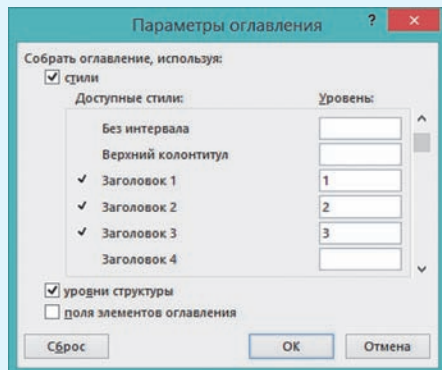 Параметры оглавления ?
Собрать оглавление, используя:
стили
Доступные стили: Уровень:
Без интервала
Верхний колонтитул
Заголовок 1 1
Заголовок 2 2
Заголовок 3 3
Заголовок 4
уровни структуры
поля элементов оглавления
Сброс ОК Отмена